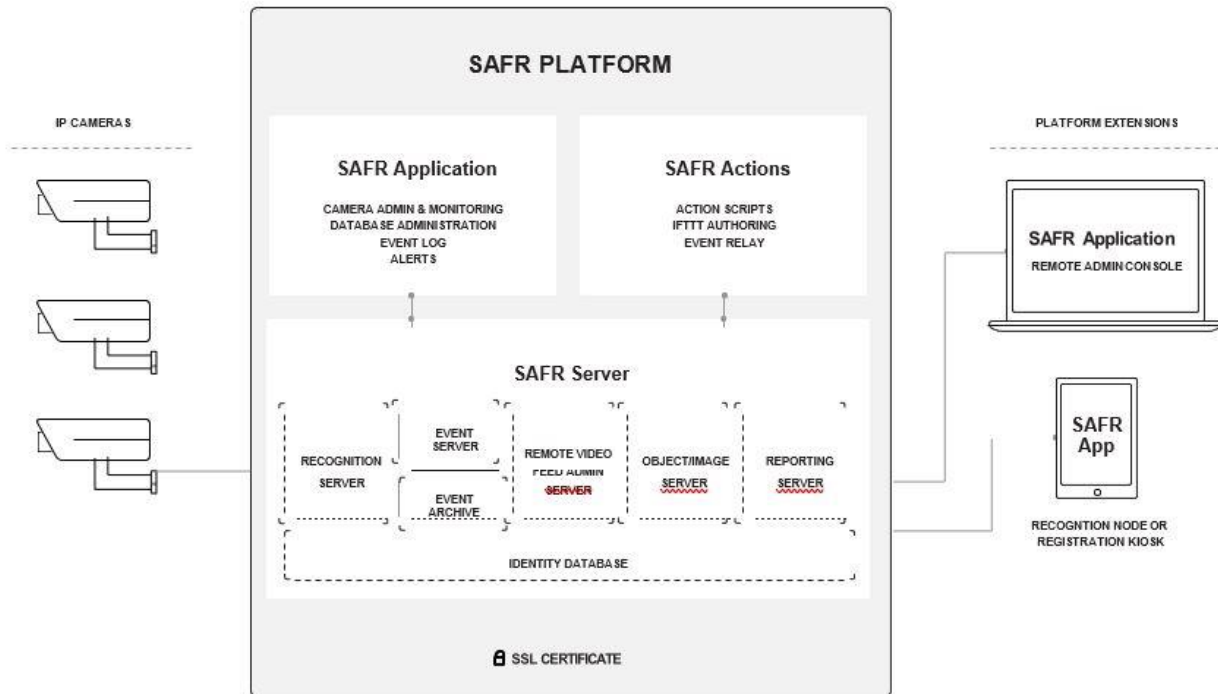 SAFR PLATFORM
IP CAMERAS
PLATFORM EXTENSIONS
SAFR Application
CAMERA ADMIN & MONITORING
DATABASE ADMINISTRATION
EVENT LOG
ALERTS
SAFR Actions
ACTION SCRIPTS
IFTTT AUTHORING
EVENT RELAY
SAFR Application
REMOTE ADMIN CONSOLE
SAFR Server
RECOGNITION
SERVER
EVENT
SERVER
EVENT
ARCHIVE
REMOTE VIDEO
FEED ADMIN
SERVER
OBJECT/IMAGE
SERVER
REPORTING
SERVER
IDENTITY DATABASE
SAFR
App
RECOGNTION NODE OR
REGISTRATION KIOSK
SSL CERTIFICATE